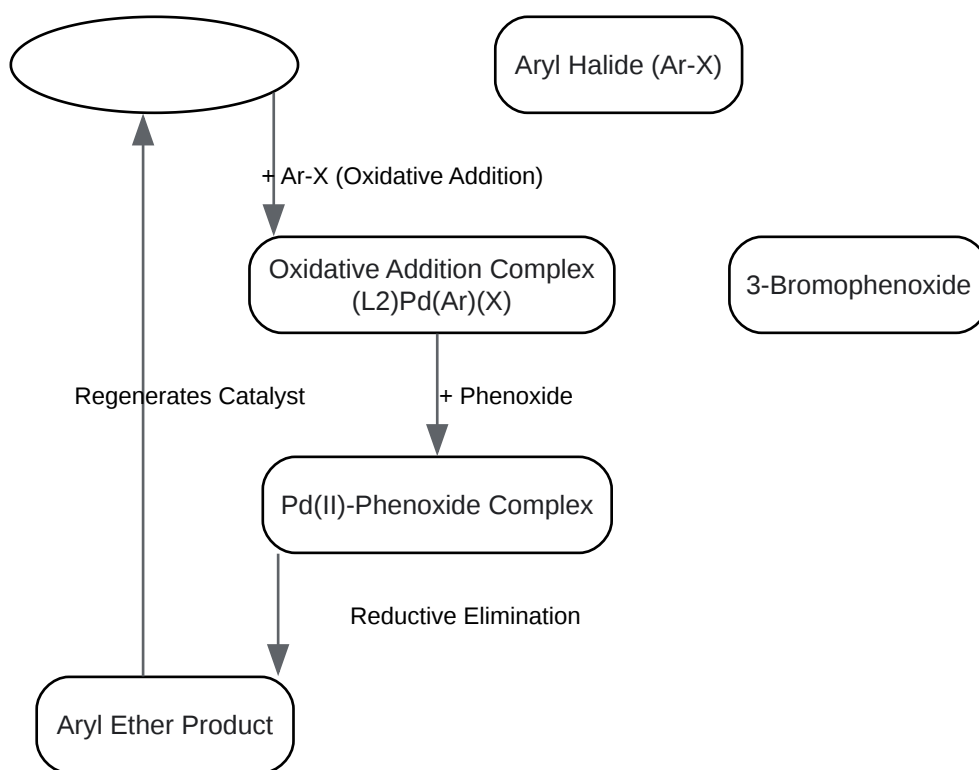 Aryl Halide (Ar-X)
+ Ar-X (Oxidative Addition)
Oxidative Addition Complex
(L2)Pd(Ar)(X)
3-Bromophenoxide
Regenerates Catalyst
+ Phenoxide
Pd(II)-Phenoxide Complex
Reductive Elimination
Aryl Ether Product